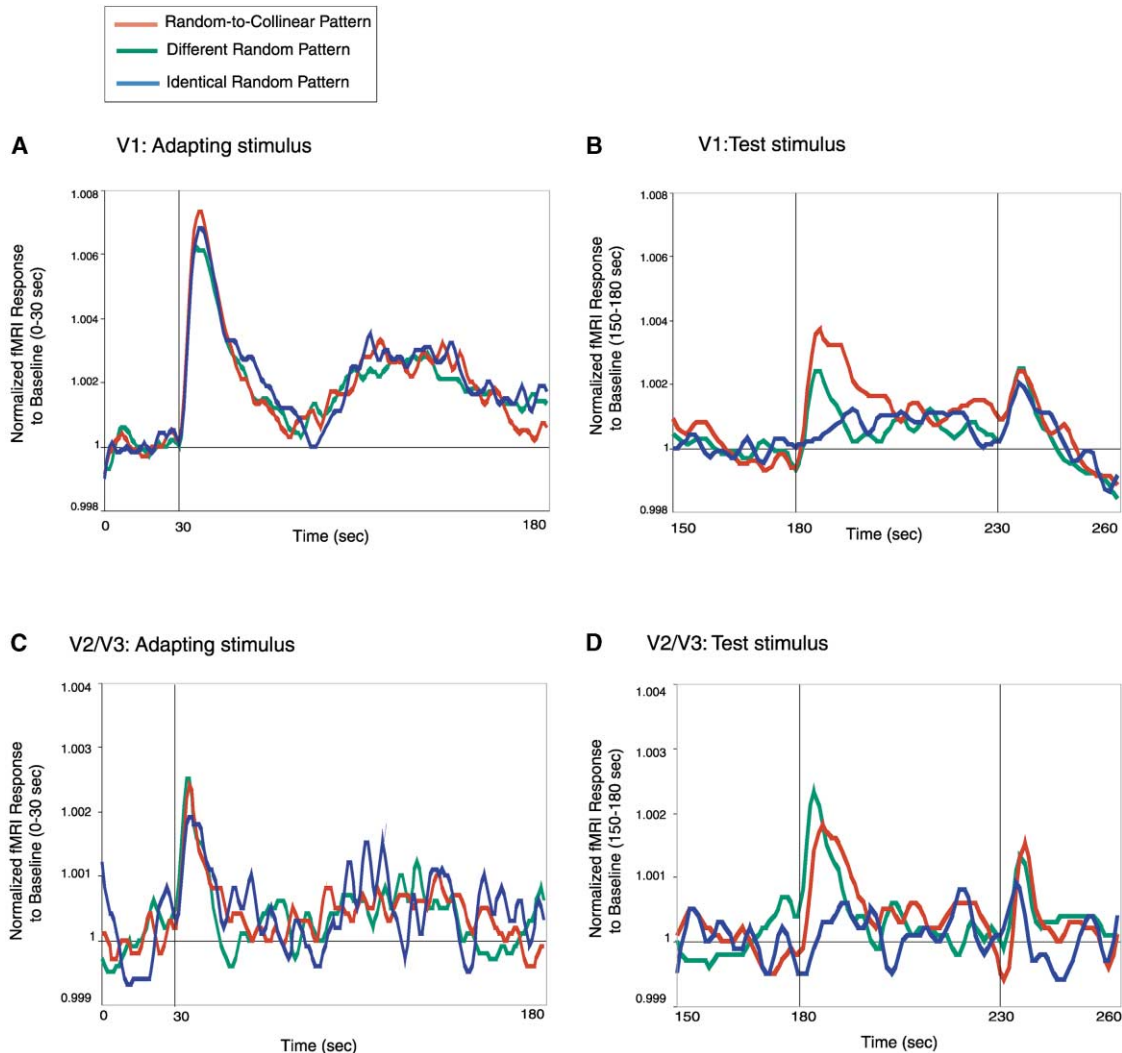 Random-to-Collinear Pattern
Different Random Pattern
Identical Random Pattern
A
V1: Adapting stimulus
Normalized fMRI Response
to Baseline (0-30 sec)
1.008
1.006
1.004
1.002
1
0.998
0
30
180
Time (sec)
B
V1:Test stimulus
Normalized fMRI Response
to Baseline (150-180 sec)
1.008
1.006
1.004
1.002
1
0.998
150
180
230
260
Time (sec)
C
V2/V3: Adapting stimulus
Normalized fMRI Response
to Baseline (0-30 sec)
1.004
1.003
1.002
1.001
1
0.999
0
30
180
Time (sec)
D
V2/V3: Test stimulus
Normalized fMRI Response
to Baseline (150-180 sec)
1.004
1.003
1.002
1.001
1
0.999
150
180
230
260
Time (sec)